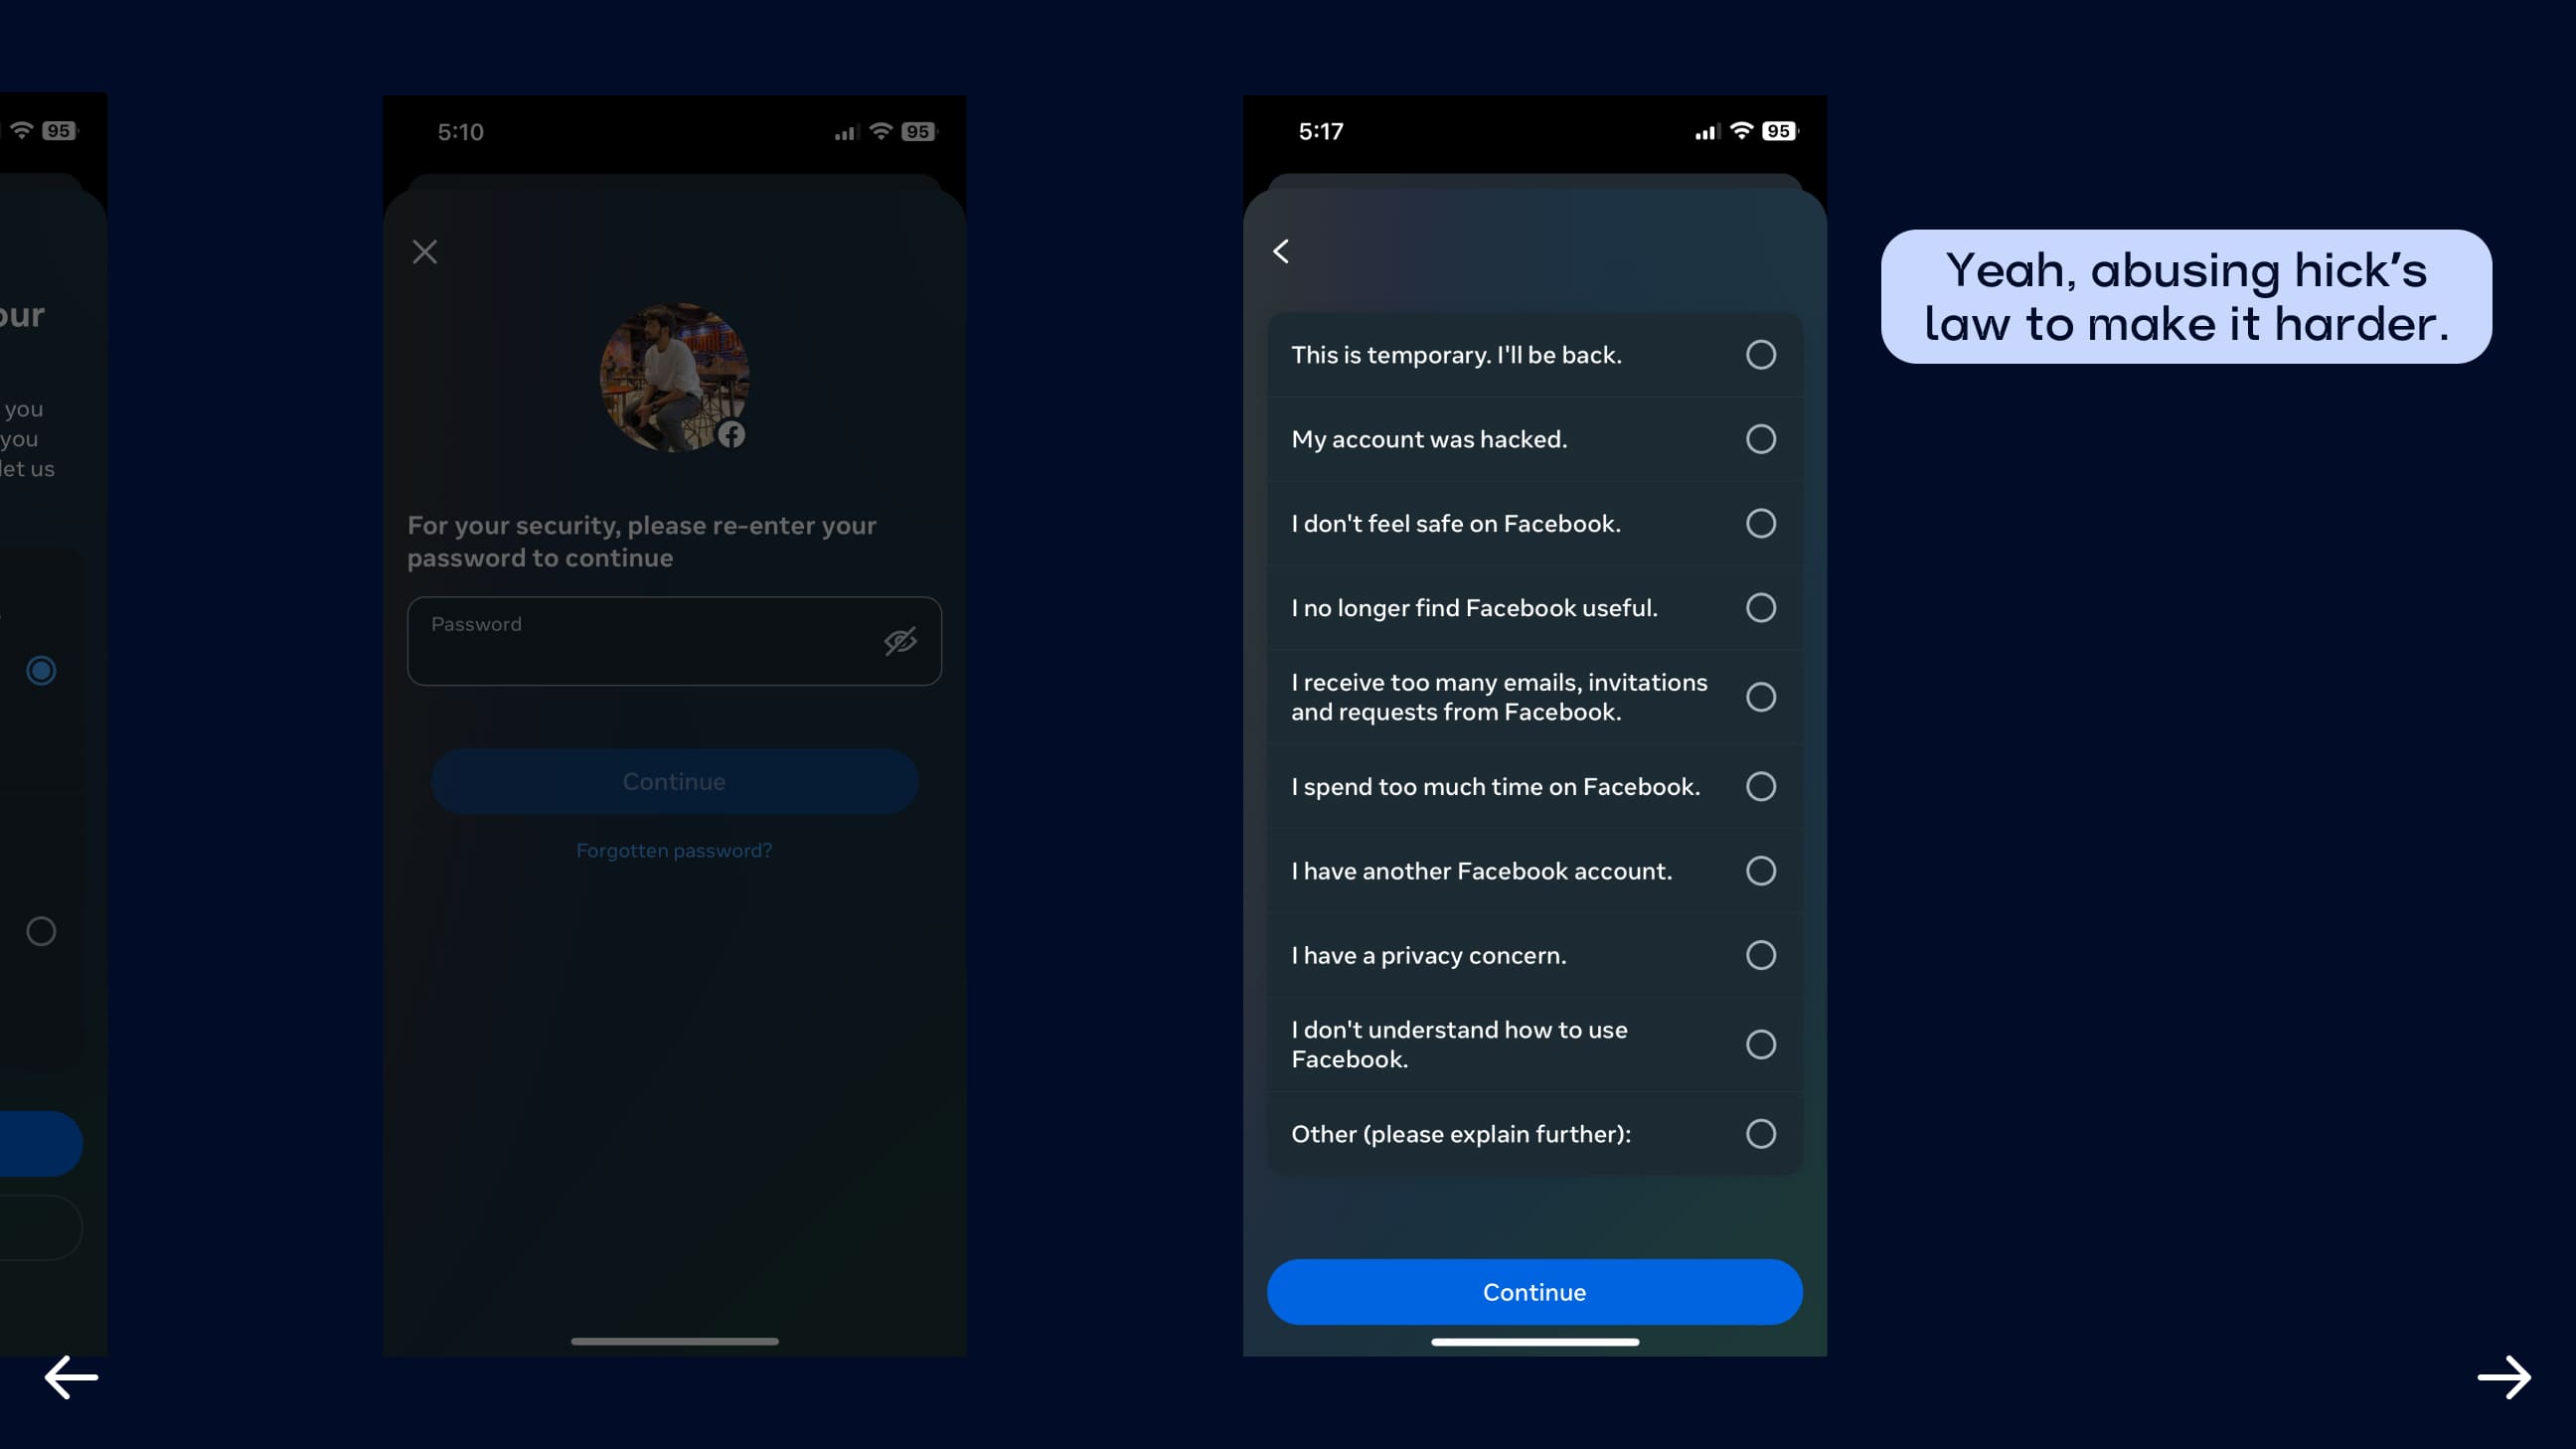 95
our
you
you
let us
5:10
95
For your security, please re-enter your
password to continue
Password
Continue
Forgotten password?
5:17
95
This is temporary. I'll be back.
My account was hacked.
I don't feel safe on Facebook.
I no longer find Facebook useful.
I receive too many emails, invitations
and requests from Facebook.
I spend too much time on Facebook.
I have another Facebook account.
I have a privacy concern.
I don't understand how to use
Facebook.
Other (please explain further):
Continue
Yeah, abusing hick's
law to make it harder.